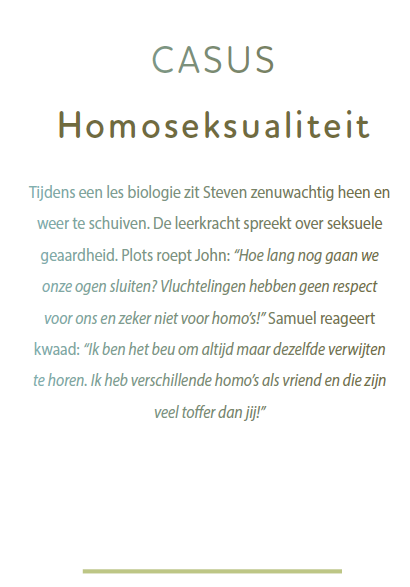 CASUS
Homoseksualiteit
Tijdens een les biologie zit Steven zenuwachtig heen en
weer te schuiven. De leerkracht spreekt over seksuele
geaardheid. Plots roept John: “Hoe lang nog gaan we
onze ogen sluiten? Vluchtelingen hebben geen respect
voor ons en zeker niet voor homo’s!” Samuel reageert
kwaad: “Ik ben het beu om altijd maar dezelfde verwijten
te horen. Ik heb verschillende homo’s als vriend en die zijn
veel toffer dan jij!”